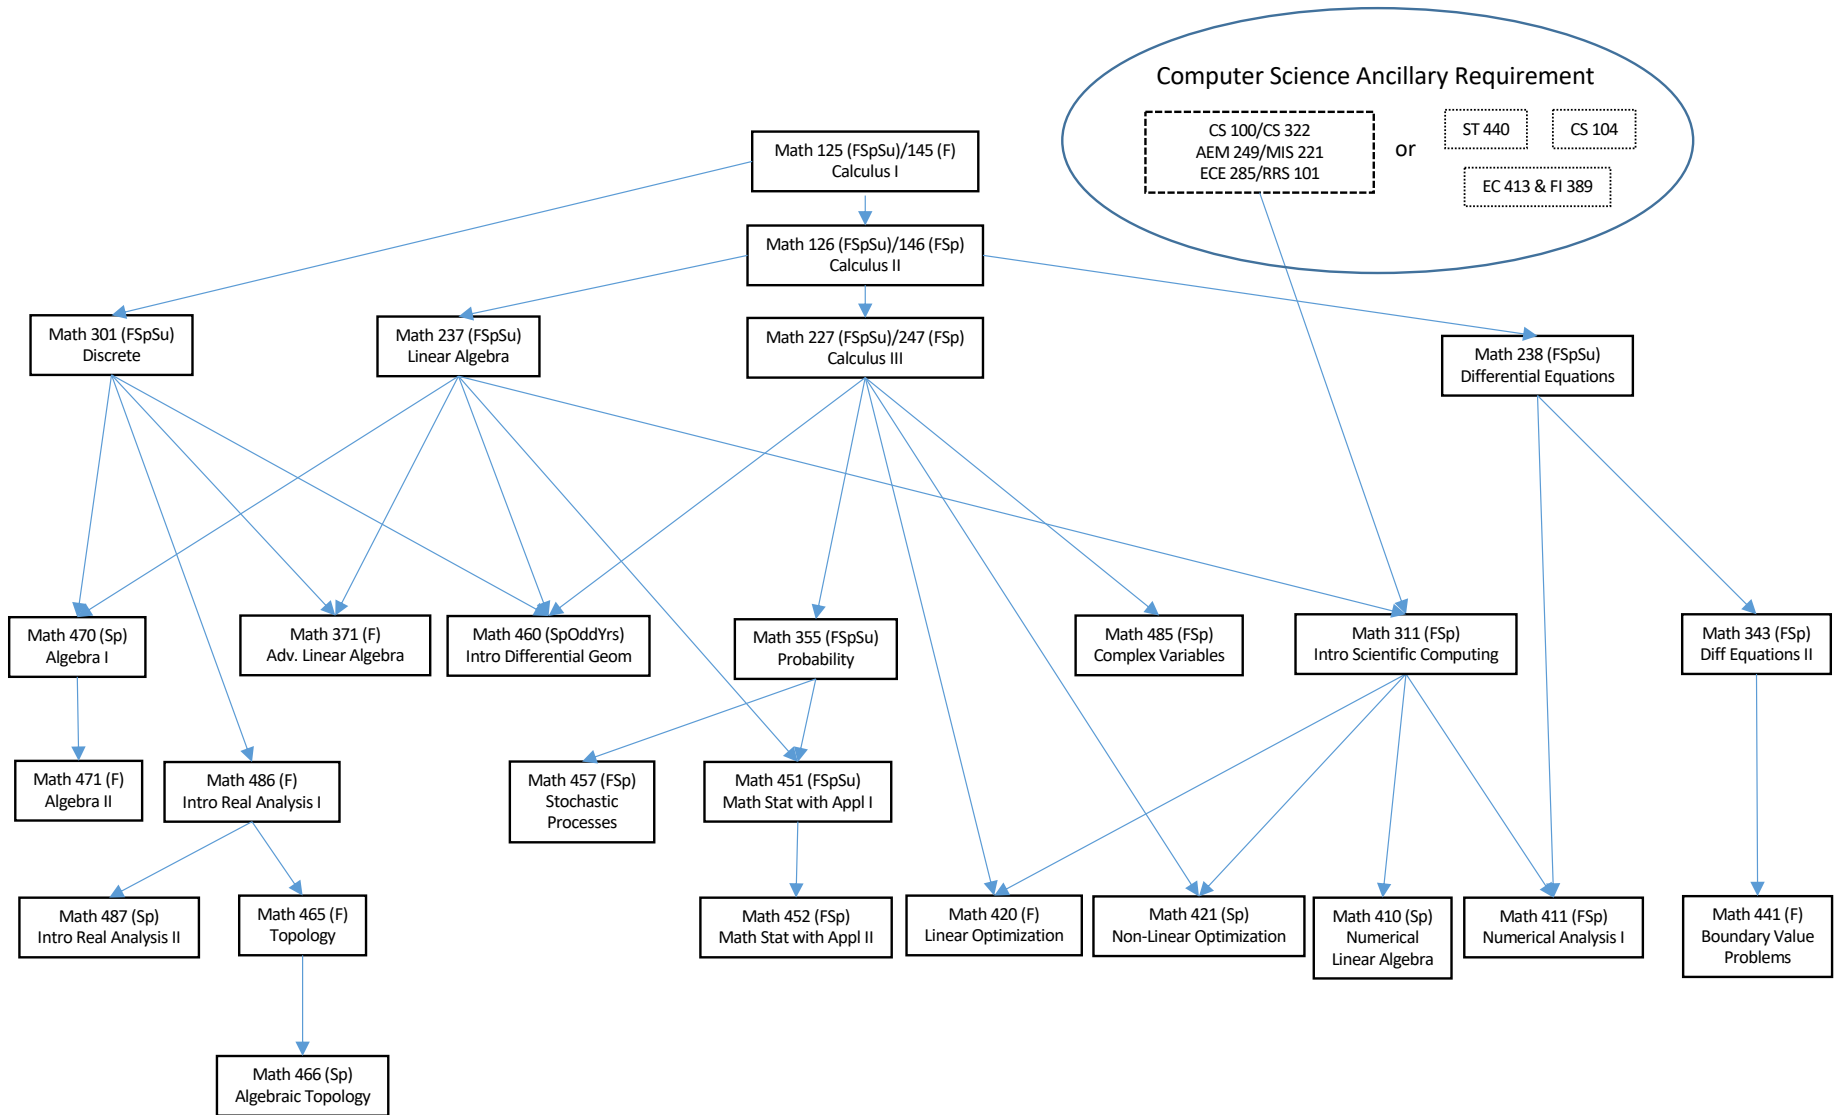 Computer Science Ancillary Requirement
CS 100/CS 322
AEM 249/MIS 221
ECE 285/RRS 101
or
ST 440
CS 104
EC 413 & FI 389
Math 125 (FSpSu)/145 (F)
Calculus I
Math 126 (FSpSu)/146 (FSp)
Calculus II
Math 301 (FSpSu)
Discrete
Math 237 (FSpSu)
Linear Algebra
Math 227 (FSpSu)/247 (FSp)
Calculus III
Math 238 (FSpSu)
Differential Equations
Math 470 (Sp)
Algebra I
Math 371 (F)
Adv. Linear Algebra
Math 460 (SpOddYrs)
Intro Differential Geom
Math 355 (FSpSu)
Probability
Math 485 (FSp)
Complex Variables
Math 311 (FSp)
Intro Scientific Computing
Math 343 (FSp)
Diff Equations II
Math 471 (F)
Algebra II
Math 486 (F)
Intro Real Analysis I
Math 457 (FSp)
Stochastic
Processes
Math 451 (FSpSu)
Math Stat with Appl I
Math 487 (Sp)
Intro Real Analysis II
Math 465 (F)
Topology
Math 452 (FSp)
Math Stat with Appl II
Math 420 (F)
Linear Optimization
Math 421 (Sp)
Non-Linear Optimization
Math 410 (Sp)
Numerical
Linear Algebra
Math 411 (FSp)
Numerical Analysis I
Math 441 (F)
Boundary Value
Problems
Math 466 (Sp)
Algebraic Topology